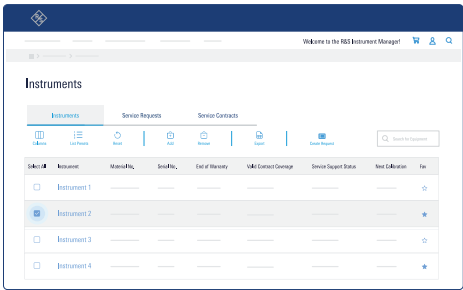 Welcome to the R&S Instrument Manager!
Instruments
Instruments Service Requests Service Contracts
Columns List Presets Reset Add Remove Export Create Request Search for Equipment
Select All Instrument Material No. Serial No. End of Warranty Valid Contract Coverage Service Support Status Next Calibration Fav
Instrument 1
Instrument 2
Instrument 3
Instrument 4